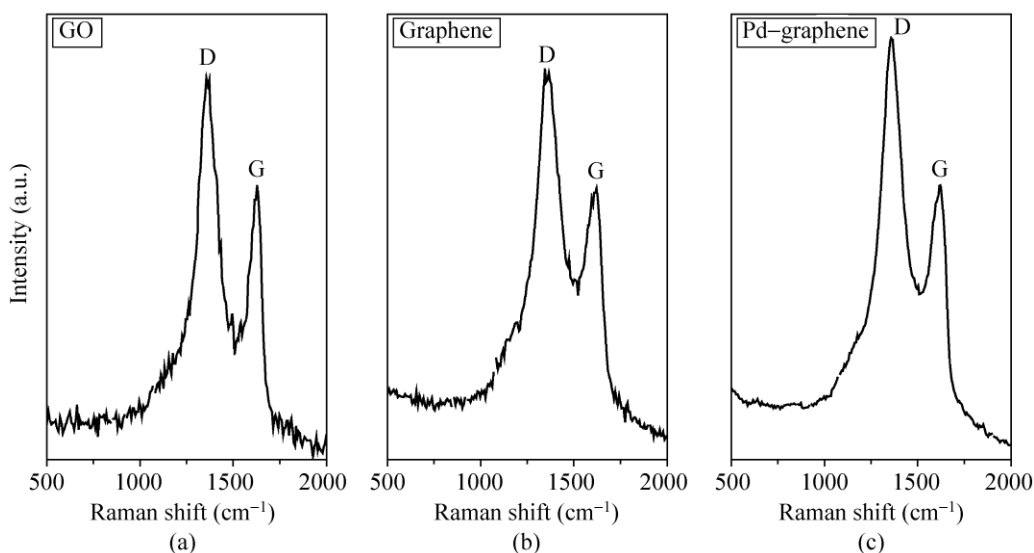 GO
D
G
Intensity (a.u.)
500 1000 1500 2000
Raman shift (cm⁻¹)
(a)
Graphene
D
G
500 1000 1500 2000
Raman shift (cm⁻¹)
(b)
Pd−graphene
D
G
500 1000 1500 2000
Raman shift (cm⁻¹)
(c)